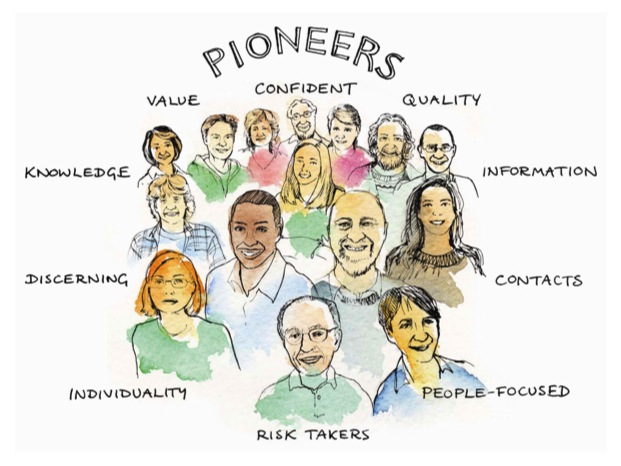 PIONEERS
CONFIDENT
VALUE
QUALITY
KNOWLEDGE
INFORMATION
DISCERNING
CONTACTS
INDIVIDUALITY
PEOPLE-FOCUSED
RISK TAKERS